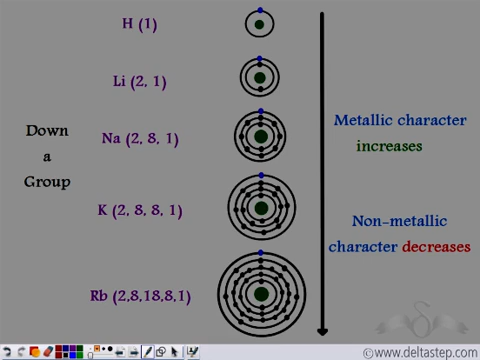 H (1)
Li (2, 1)
Na (2, 8, 1)
K (2, 8, 8, 1)
Rb (2,8,18,8,1)
Down
a
Group
Metallic character
increases
Non-metallic
character decreases
©www.deltastep.com